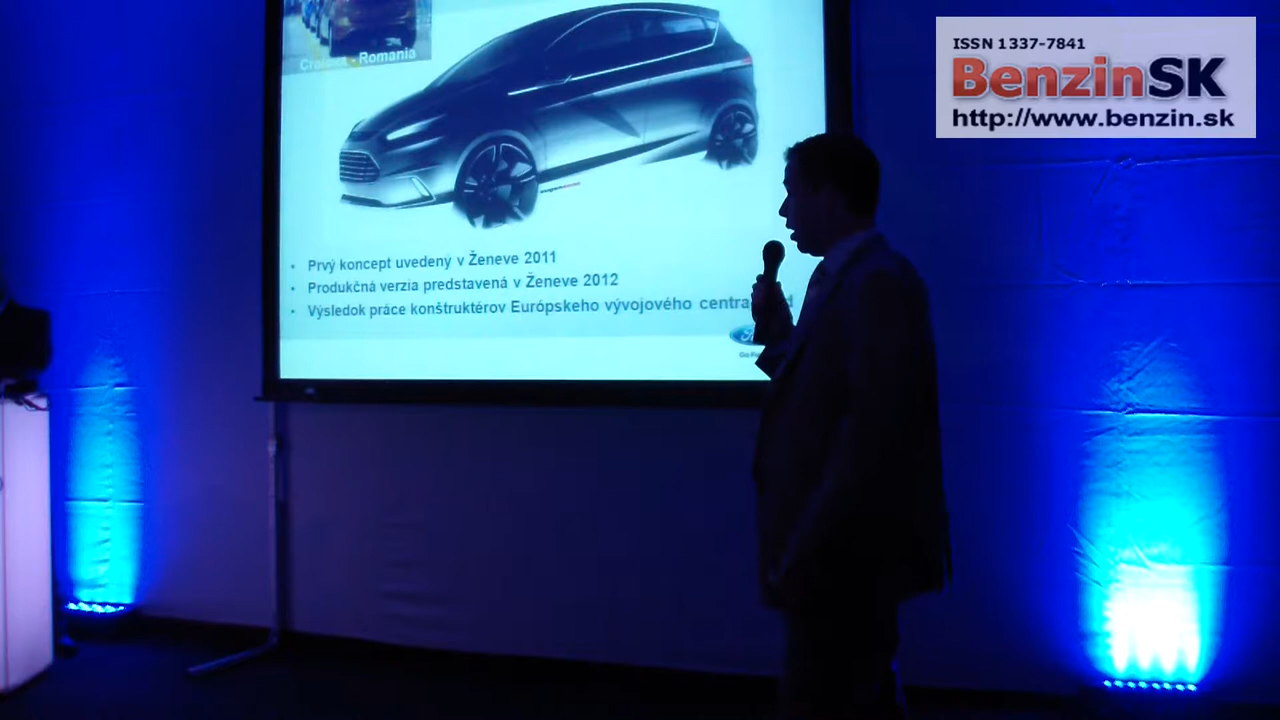 ISSN 1337-7841
BenzinSK
http://www.benzin.sk
- Romania
Prvý koncept uvedený v Ženeve 2011
Produkčná verzia predstavená v Ženeve 2012
Výsledok práce konštruktérov Európskeho vývojového centra